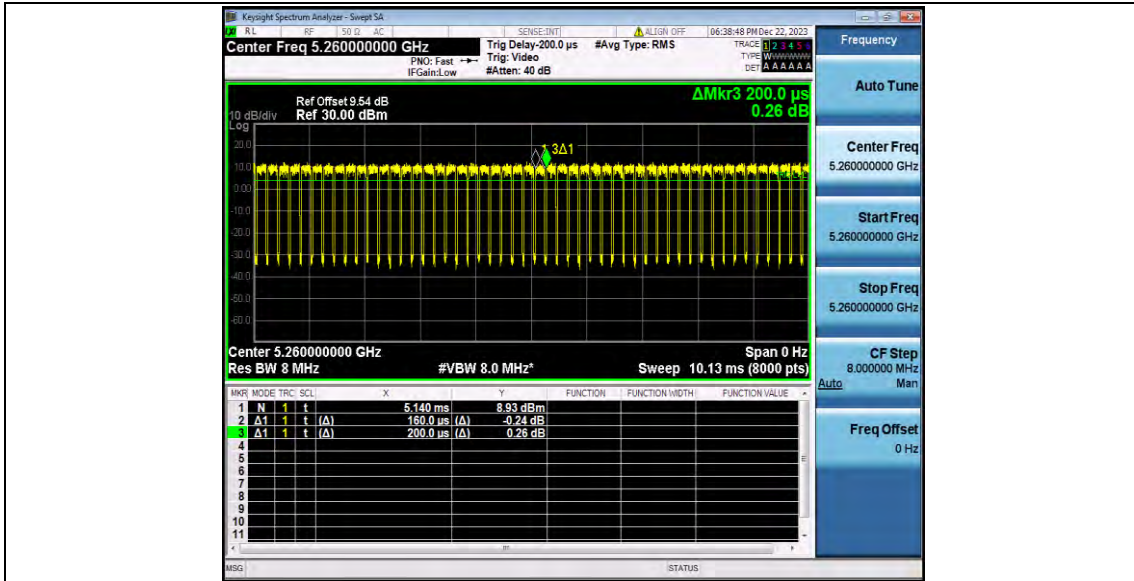 Keysight Spectrum Analyzer - Swept SA
RL RF 50 Ω AC SENSE:INT ALIGN OFF 06:38:48 PM Dec 22, 2023
Center Freq 5.260000000 GHz
PNO: Fast
IFGain:Low
Trig Delay-200.0 µs
Trig: Video
#Atten: 40 dB
#Avg Type: RMS
TRACE 1 2 3 4 5 6
TYPE W
DET A A A A A A
ΔMkr3 200.0 µs
0.26 dB
Ref Offset 9.54 dB
10 dB/div Ref 30.00 dBm
Log
20.0
10.0
0.00
-10.0
-20.0
-30.0
-40.0
-50.0
-60.0
3Δ1
Center 5.260000000 GHz Span 0 Hz
Res BW 8 MHz #VBW 8.0 MHz* Sweep 10.13 ms (8000 pts)
MKR MODE TRC SCL X Y FUNCTION FUNCTION WIDTH FUNCTION VALUE
1 N 1 t 5.140 ms 8.93 dBm
2 Δ1 1 t (Δ) 160.0 µs (Δ) -0.24 dB
3 Δ1 1 t (Δ) 200.0 µs (Δ) 0.26 dB
4
5
6
7
8
9
10
11
MSG STATUS
Frequency
Auto Tune
Center Freq
5.260000000 GHz
Start Freq
5.260000000 GHz
Stop Freq
5.260000000 GHz
CF Step
8.000000 MHz
Auto Man
Freq Offset
0 Hz